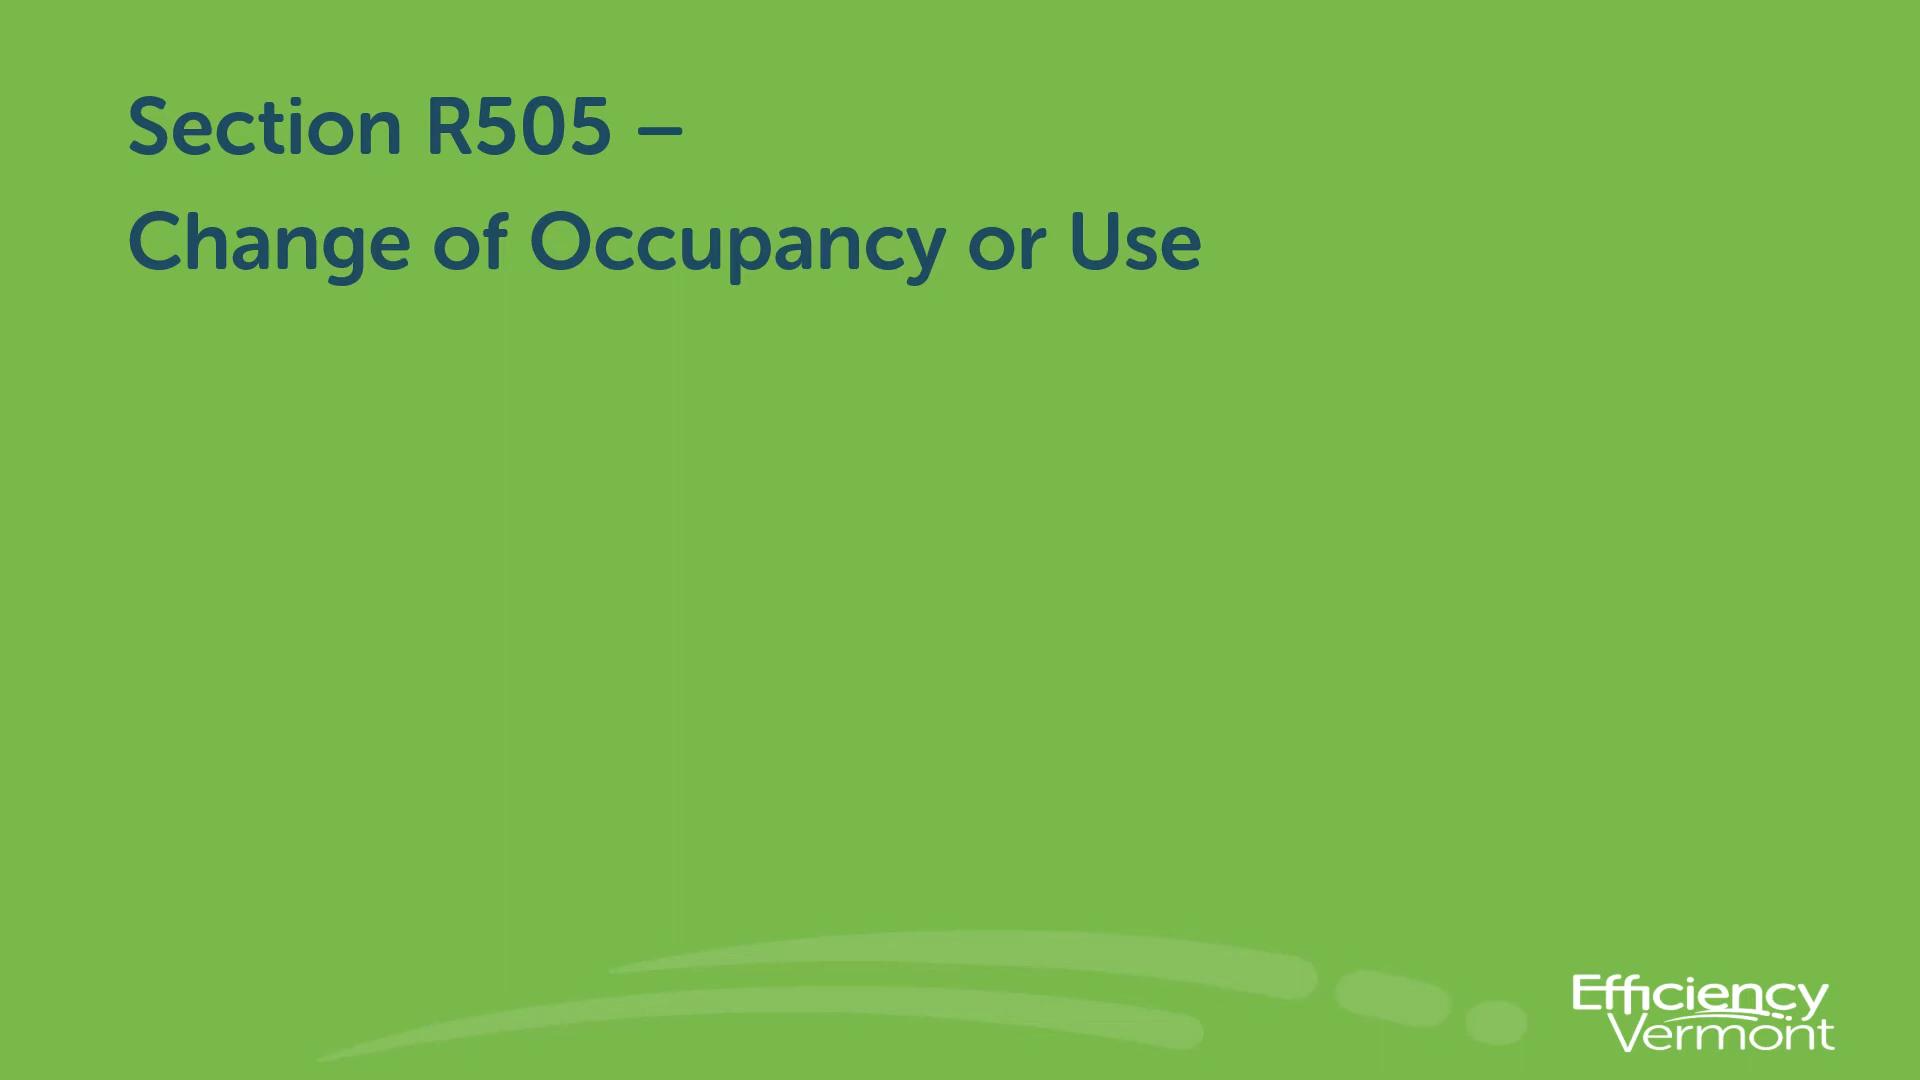 Section R505 –
Change of Occupancy or Use
Efficiency
Vermont